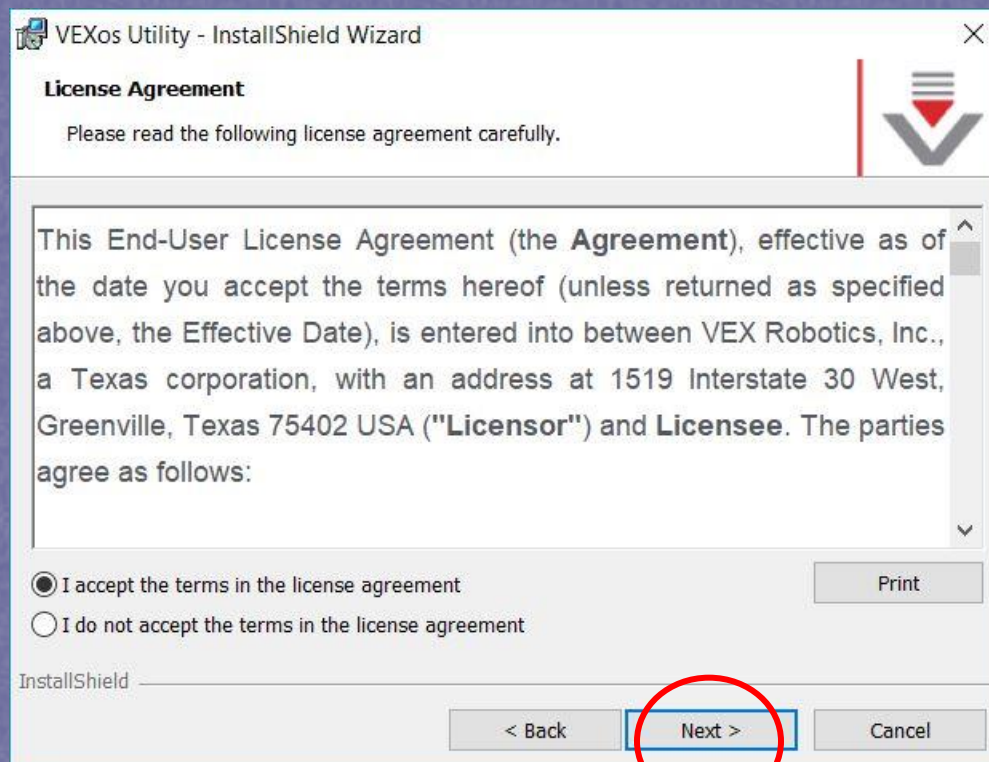 VEXos Utility - InstallShield Wizard
License Agreement
Please read the following license agreement carefully.
This End-User License Agreement (the Agreement), effective as of
the date you accept the terms hereof (unless returned as specified
above, the Effective Date), is entered into between VEX Robotics, Inc.,
a Texas corporation, with an address at 1519 Interstate 30 West,
Greenville, Texas 75402 USA ("Licensor") and Licensee. The parties
agree as follows:
I accept the terms in the license agreement
Print
I do not accept the terms in the license agreement
InstallShield
< Back
Next >
Cancel